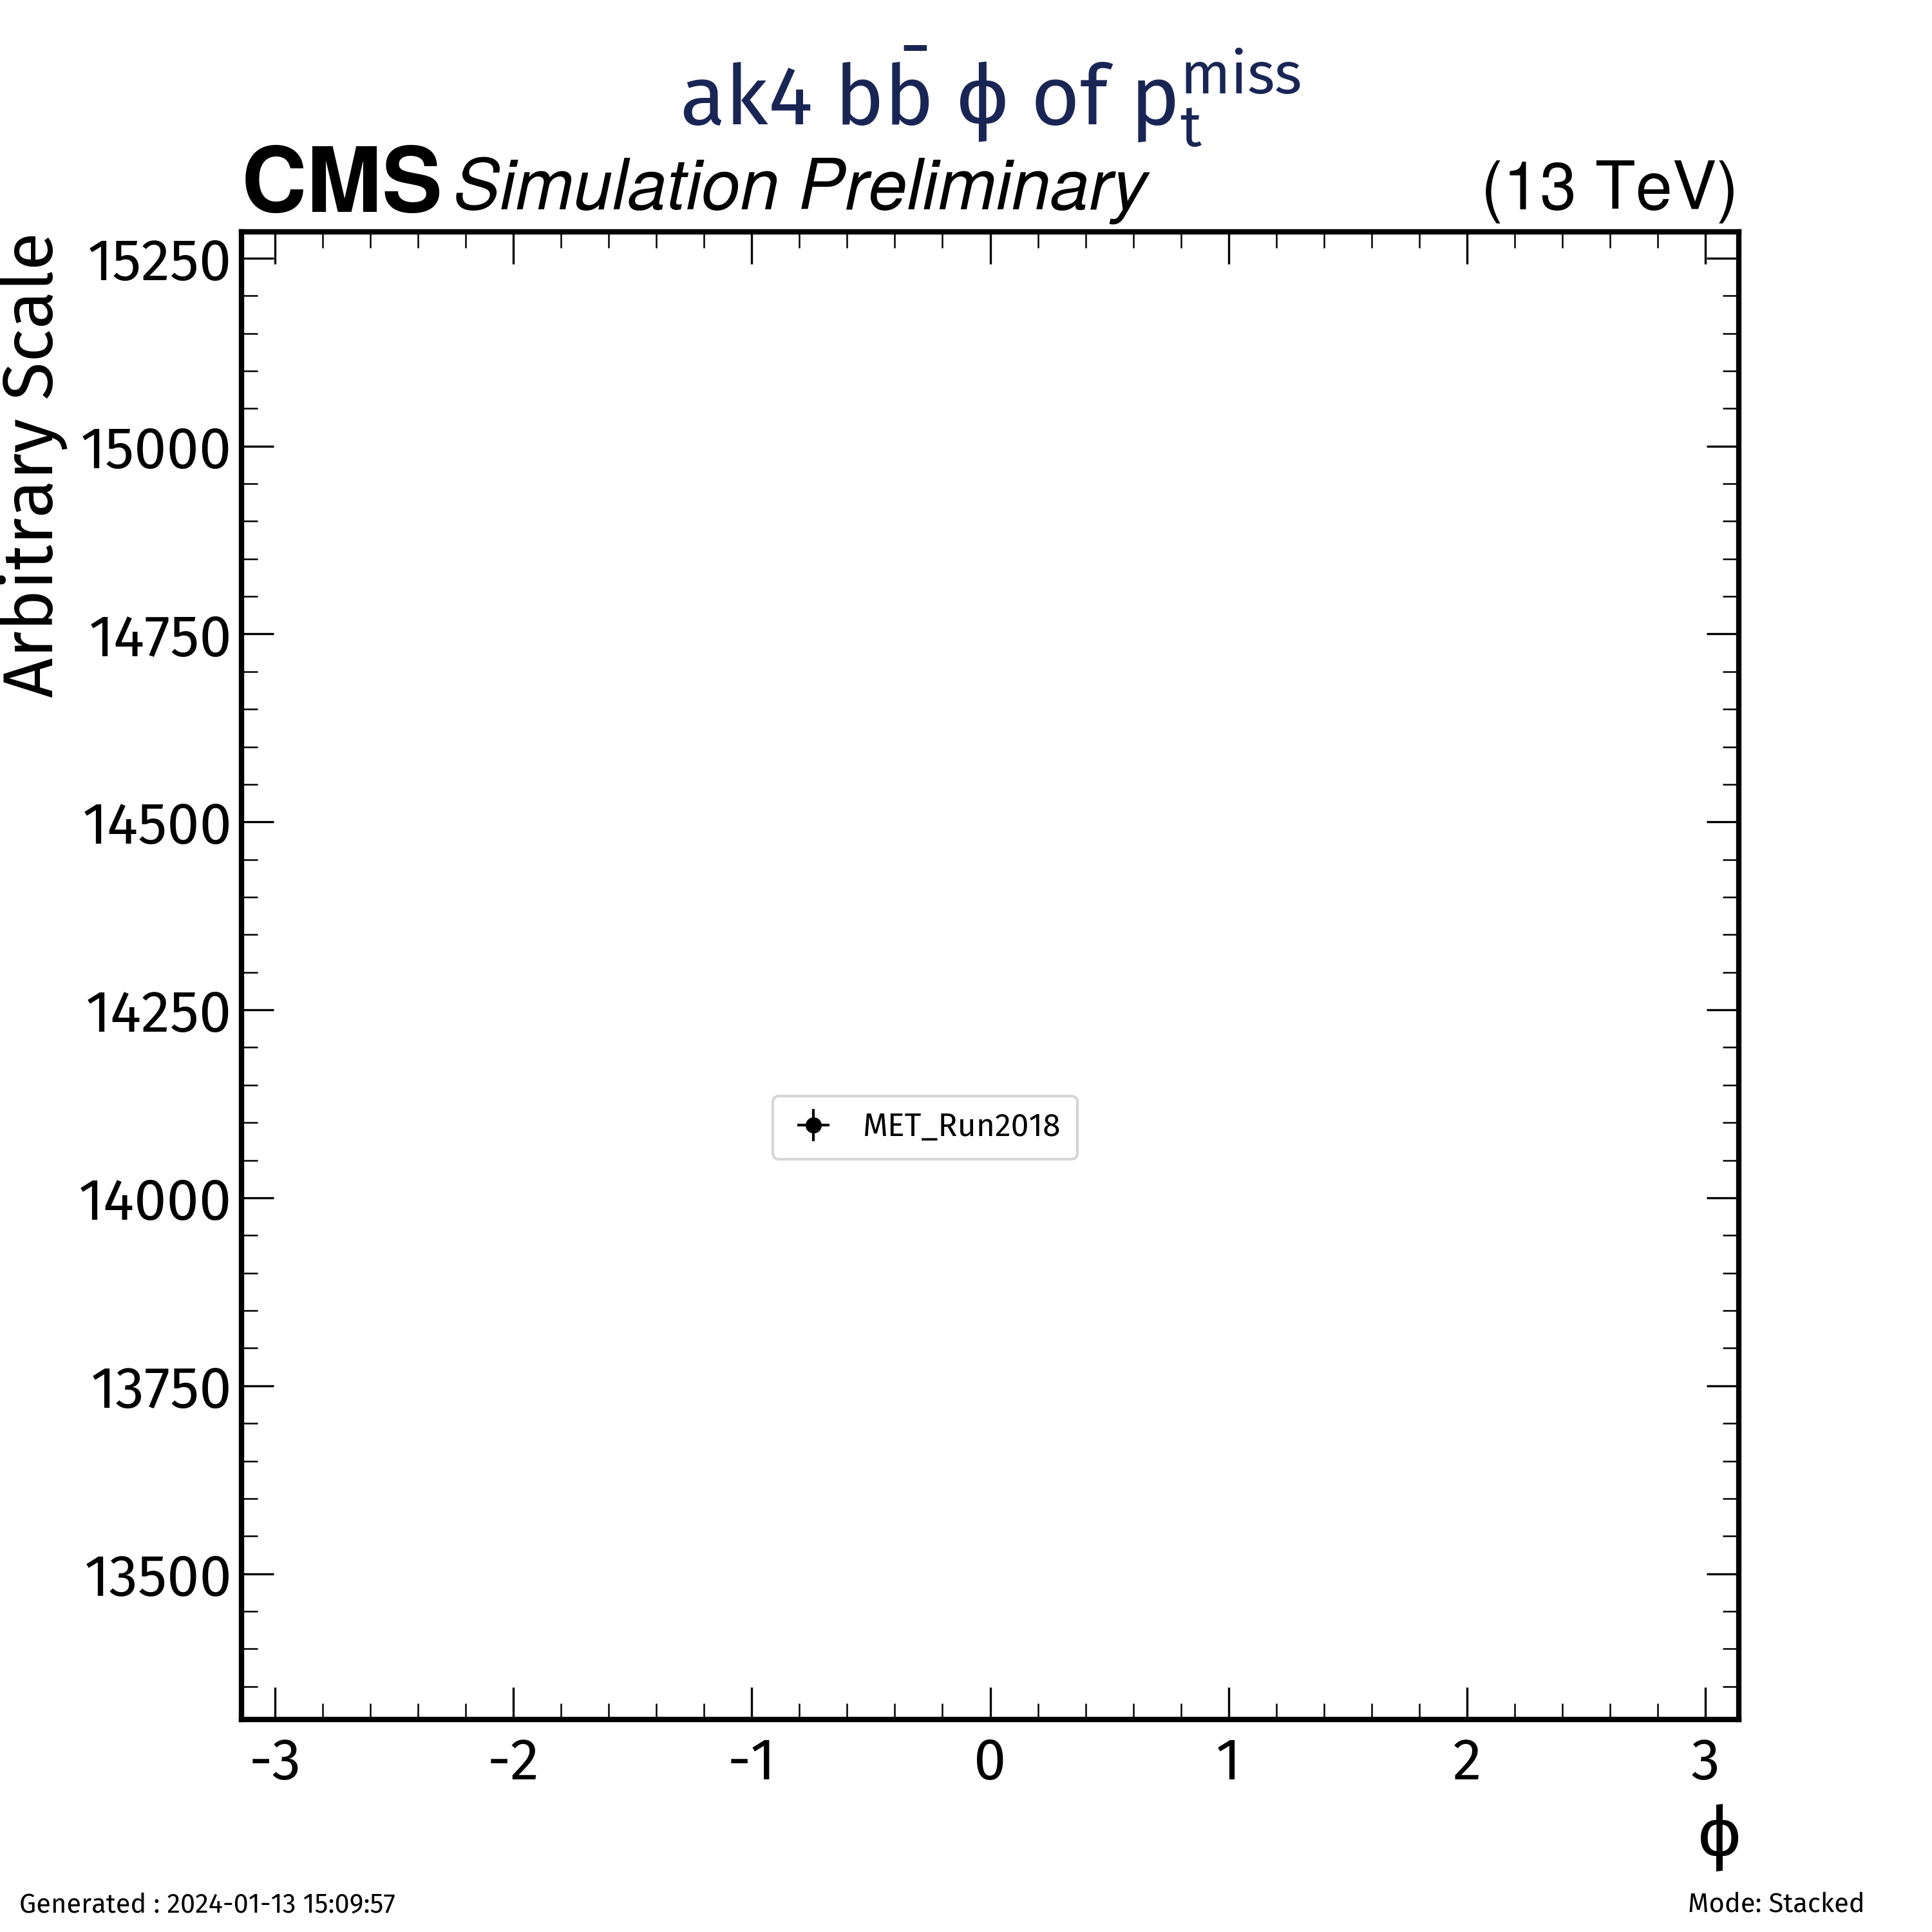 ak4 bb̄ ϕ of p_t^miss
CMS Simulation Preliminary (13 TeV)
Arbitrary Scale
15250
15000
14750
14500
14250
14000
13750
13500
MET_Run2018
-3 -2 -1 0 1 2 3
ϕ
Generated : 2024-01-13 15:09:57
Mode: Stacked